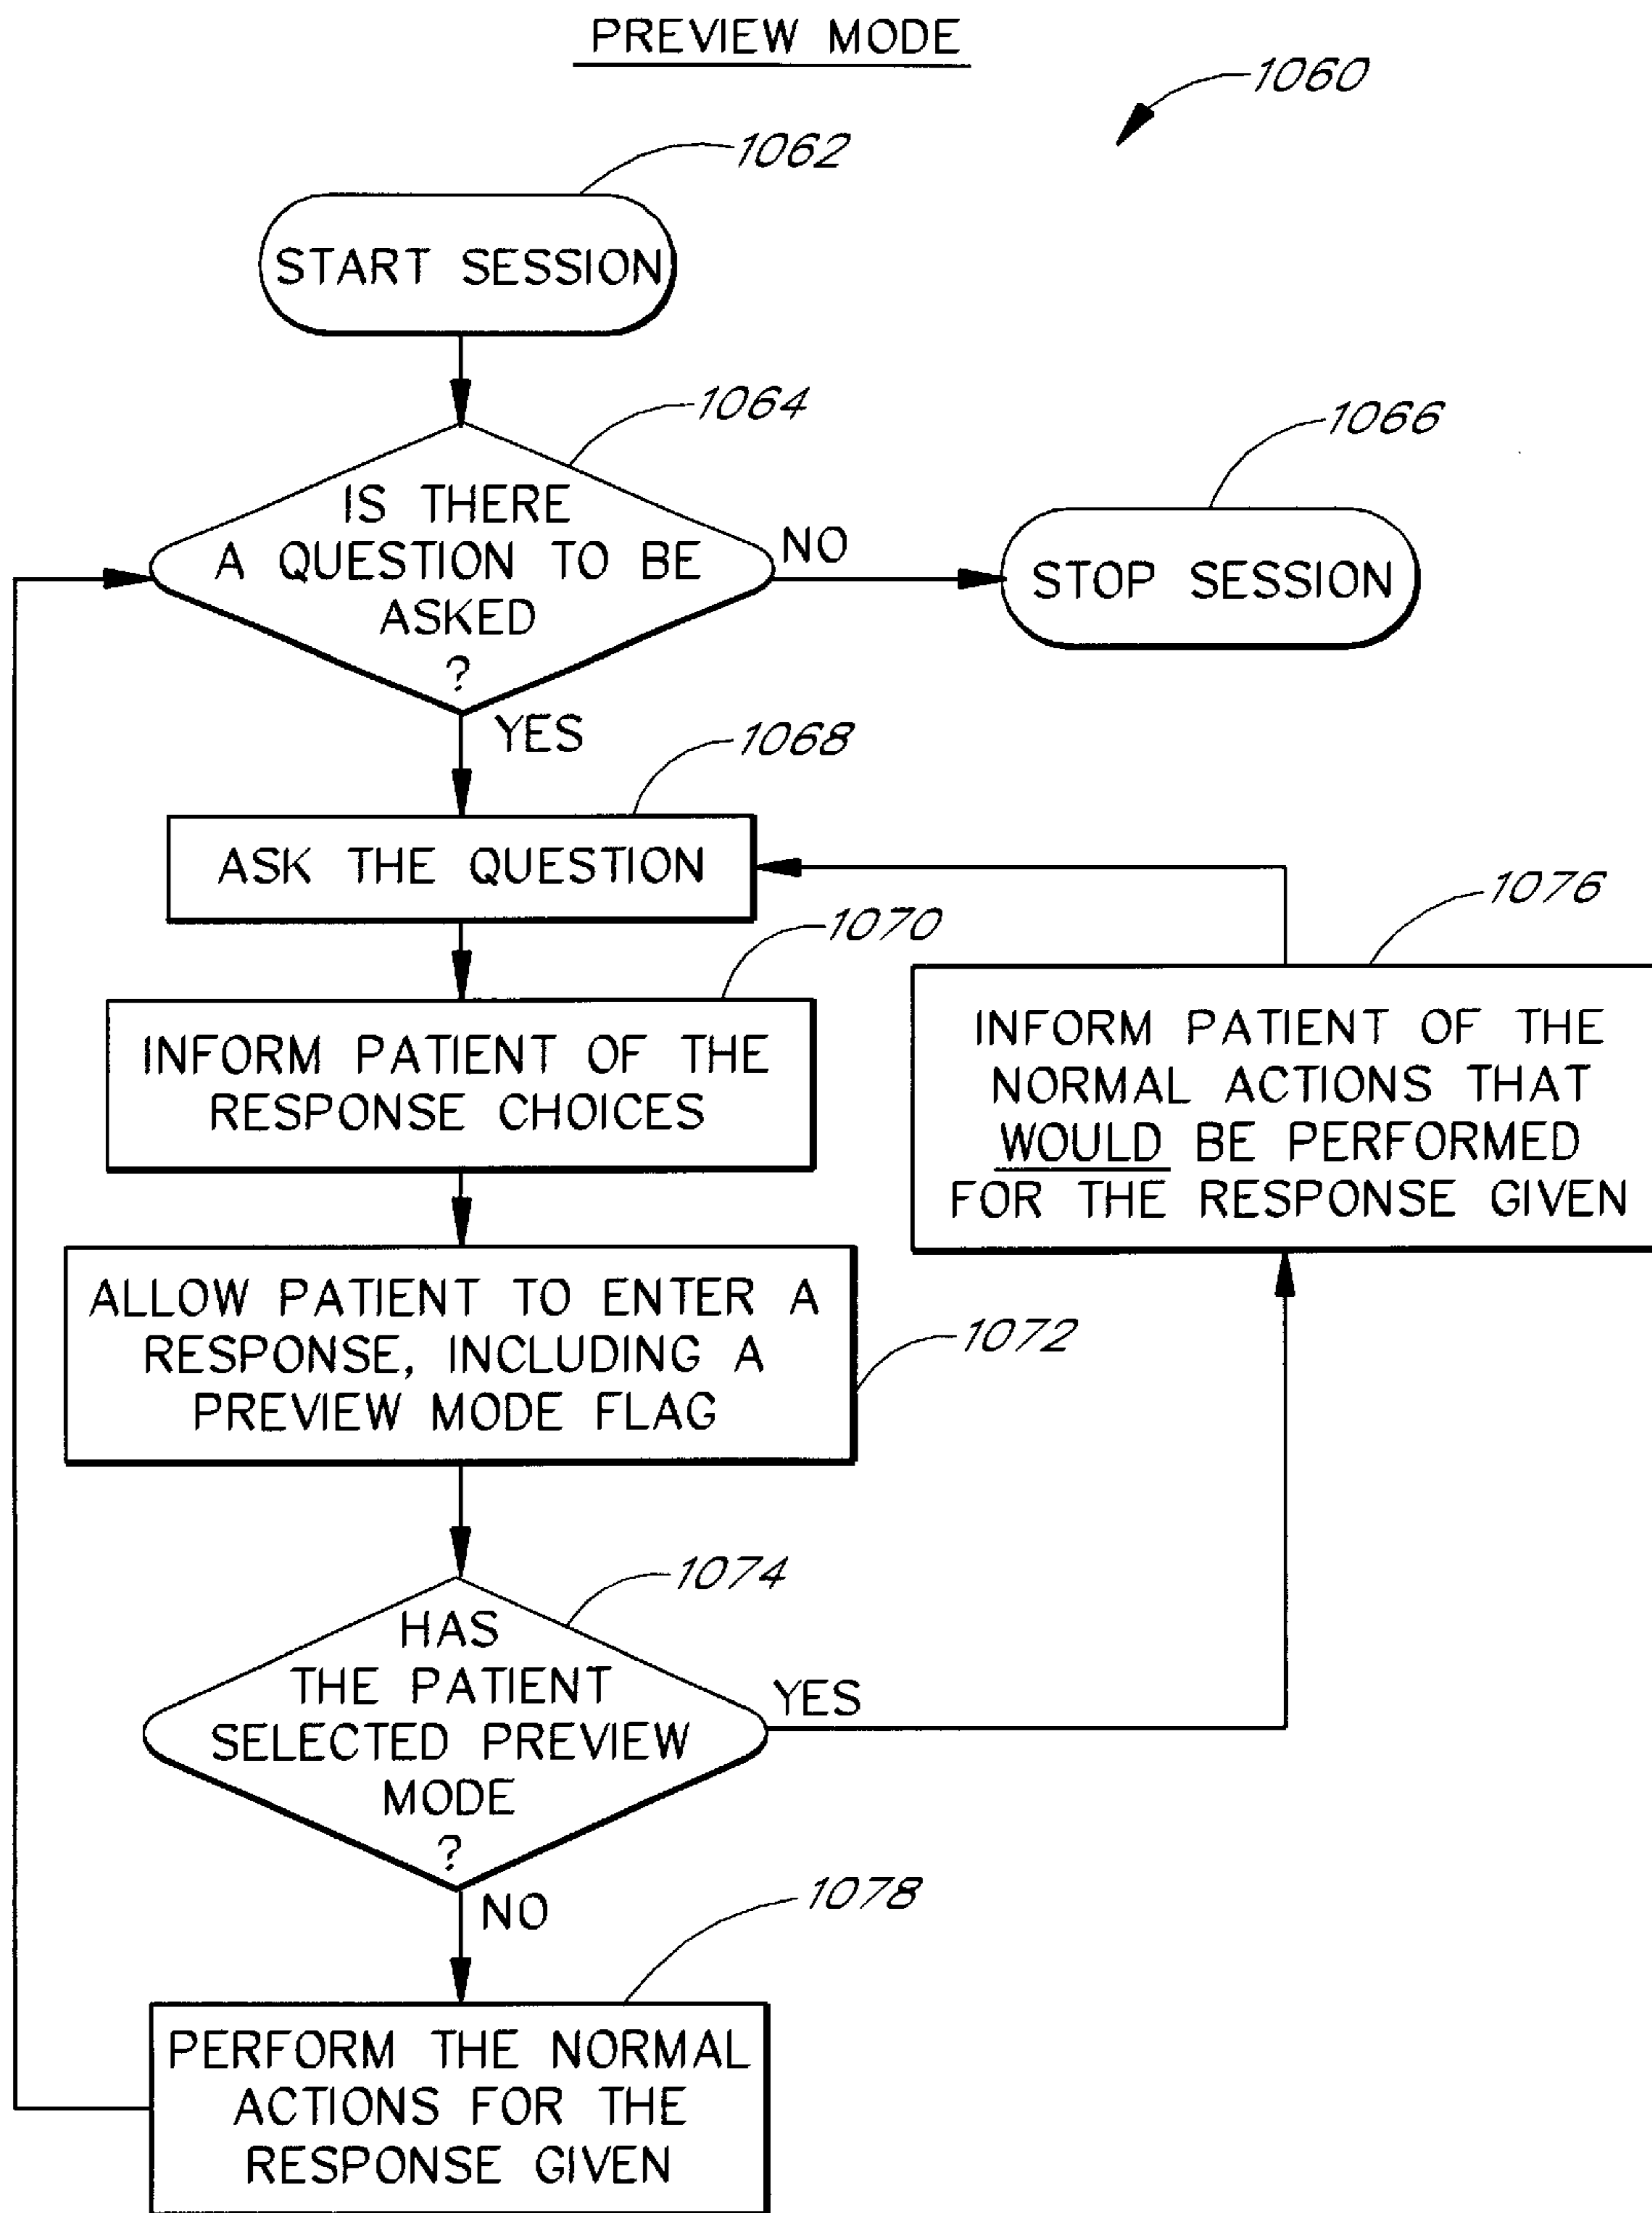 PREVIEW MODE
1060
1062
START SESSION
1064
IS THERE
A QUESTION TO BE
ASKED
?
NO
1066
STOP SESSION
YES
1068
ASK THE QUESTION
1070
INFORM PATIENT OF THE
RESPONSE CHOICES
1076
INFORM PATIENT OF THE
NORMAL ACTIONS THAT
WOULD BE PERFORMED
FOR THE RESPONSE GIVEN
1072
ALLOW PATIENT TO ENTER A
RESPONSE, INCLUDING A
PREVIEW MODE FLAG
1074
HAS
THE PATIENT
SELECTED PREVIEW
MODE
?
YES
NO
1078
PERFORM THE NORMAL
ACTIONS FOR THE
RESPONSE GIVEN